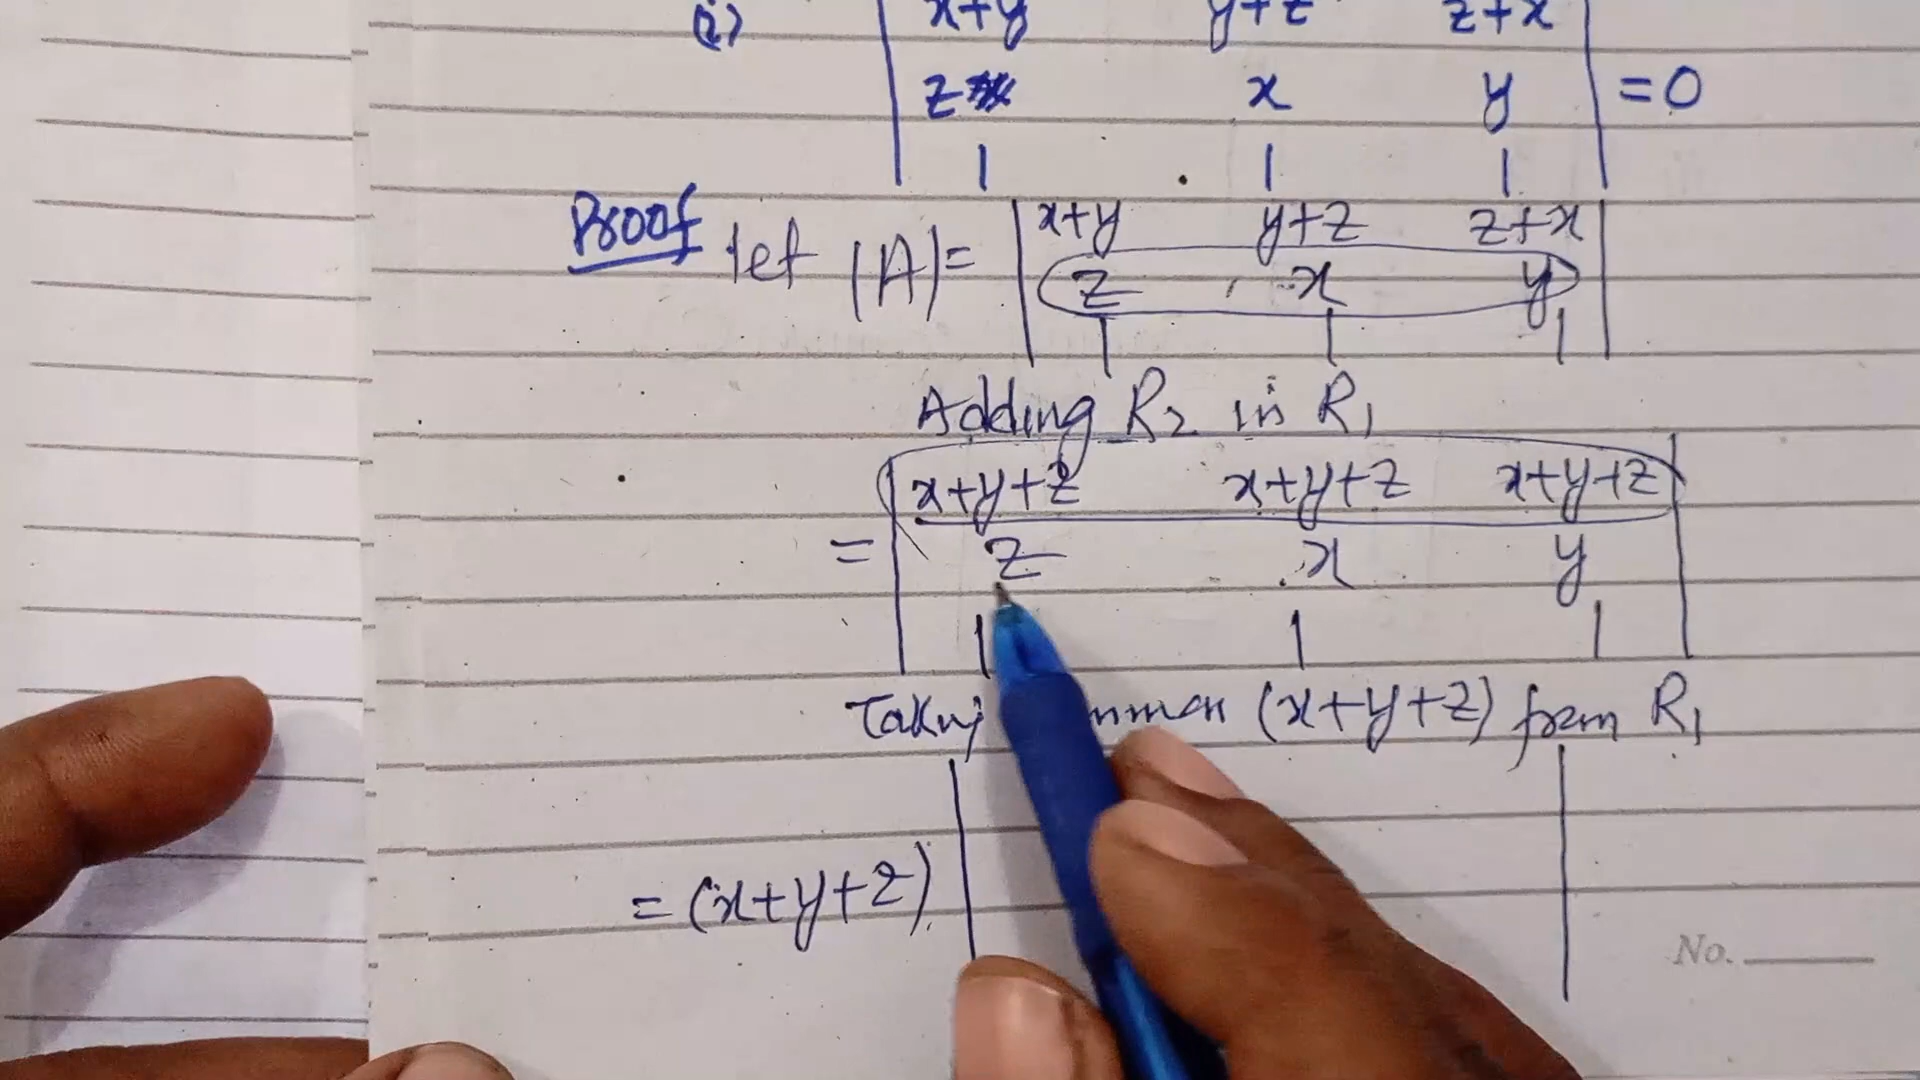 (i) x+y y+z z+x
z x y =0
1 1 1
Proof let |A|= x+y y+z z+x
z x y
1 1 1
Adding R2 in R1
x+y+z x+y+z x+y+z
= z x y
1 1 1
Taking (x+y+z) from R1
= (x+y+z)
No.